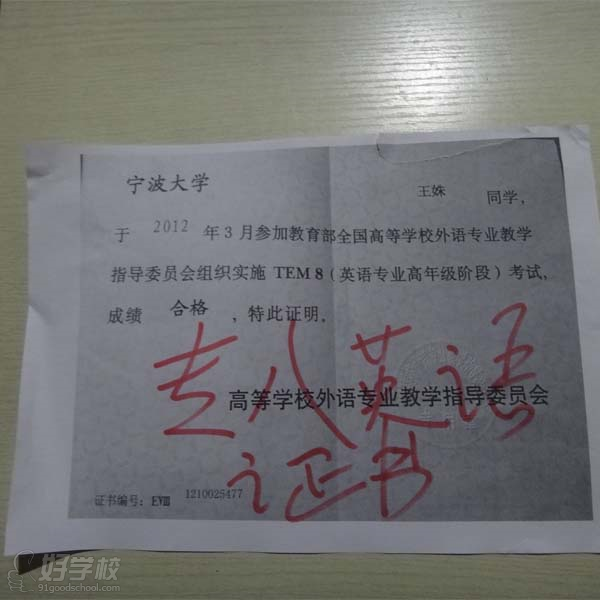 宁波大学 王姝 同学，
于 2012 年3月参加教育部全国高等学校外语专业教学
指导委员会组织实施 TEM 8（英语专业高年级阶段）考试，
成绩 合格 ，特此证明。
专八英语
高等学校外语专业教学指导委员会
证书
证书编号：EVIII 1210025477
好学校
91goodschool.com